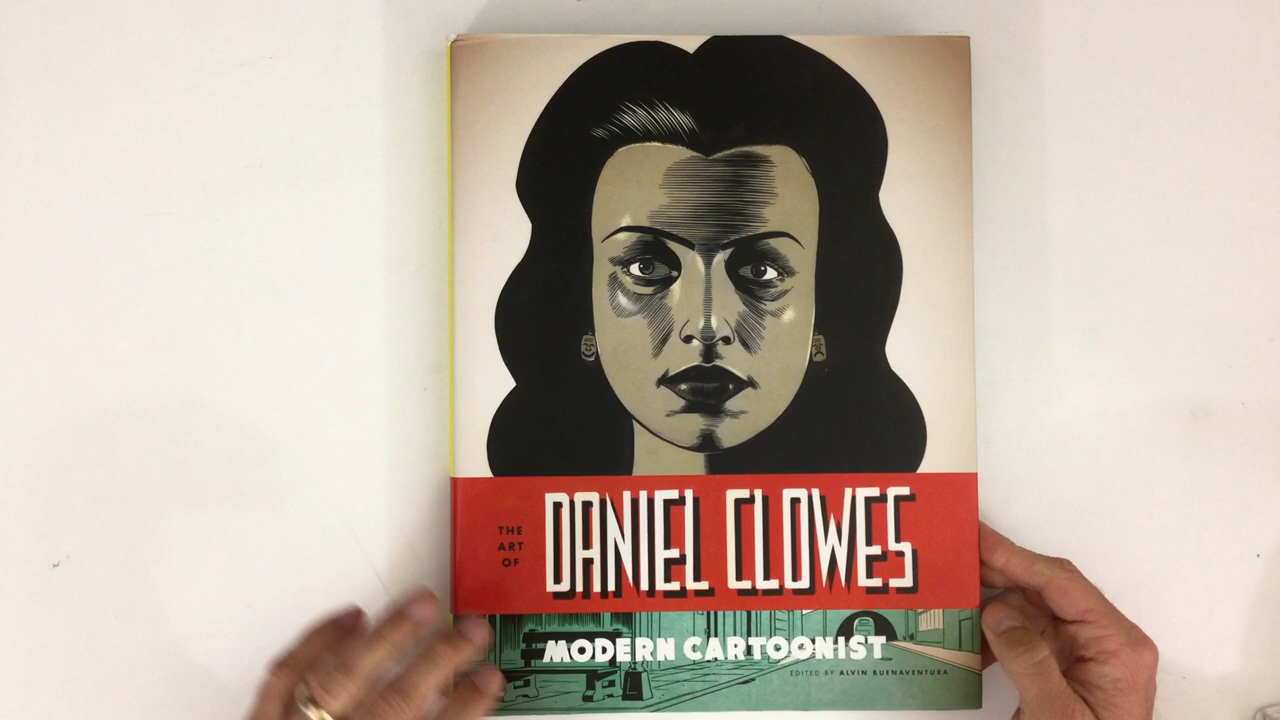 THE
ART
OF
DANIEL CLOWES
MODERN CARTOONIST
EDITED BY ALVIN BUENAVENTURA